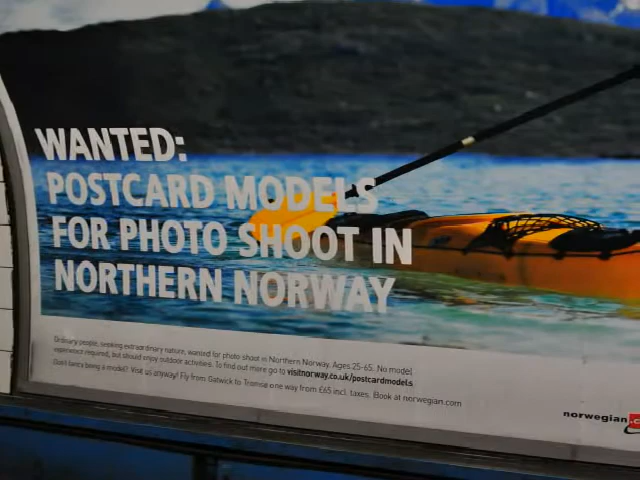 WANTED:
POSTCARD MODELS
FOR PHOTO SHOOT IN
NORTHERN NORWAY
Ordinary people, seeking extraordinary nature, wanted for photo shoot in Northern Norway. Ages 25-65. No model
experience required, but should enjoy outdoor activities. To find out more go to visitnorway.co.uk/postcardmodels
Don't fancy being a model? Visit us anyway! Fly from Gatwick to Tromsø one way from £65 incl. taxes. Book at norwegian.com
norwegian.c